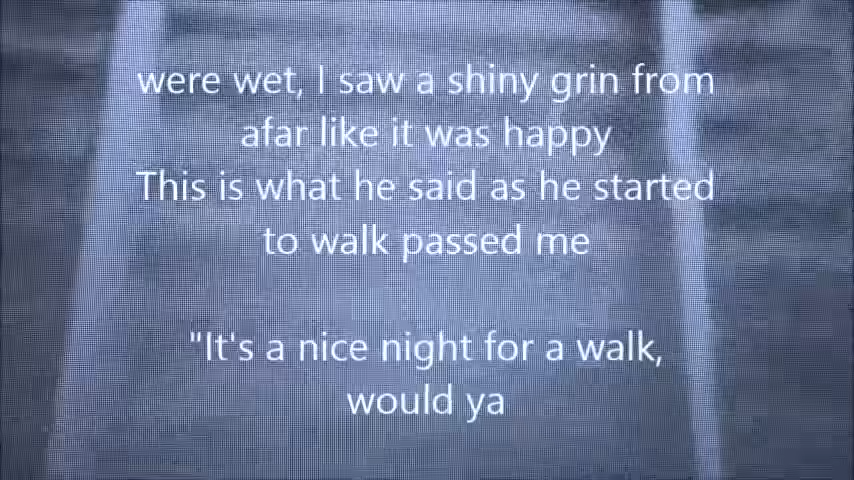 were wet, I saw a shiny grin from
afar like it was happy
This is what he said as he started
to walk passed me
"It's a nice night for a walk,
would ya